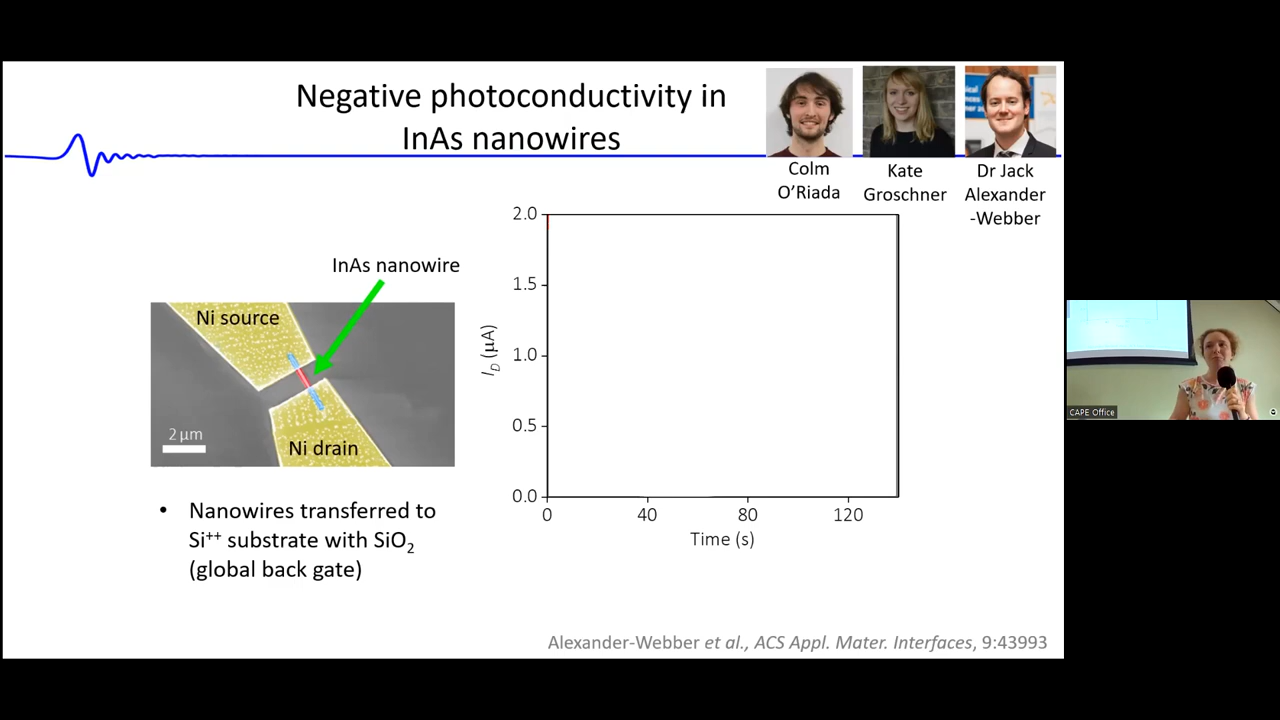 Negative photoconductivity in
InAs nanowires
Colm
O'Riada
Kate
Groschner
Dr Jack
Alexander
-Webber
InAs nanowire
Ni source
2 μm
Ni drain
• Nanowires transferred to
Si++ substrate with SiO2
(global back gate)
2.0
1.5
1.0
0.5
0.0
ID (μA)
0 40 80 120
Time (s)
Alexander-Webber et al., ACS Appl. Mater. Interfaces, 9:43993
CAPE Office